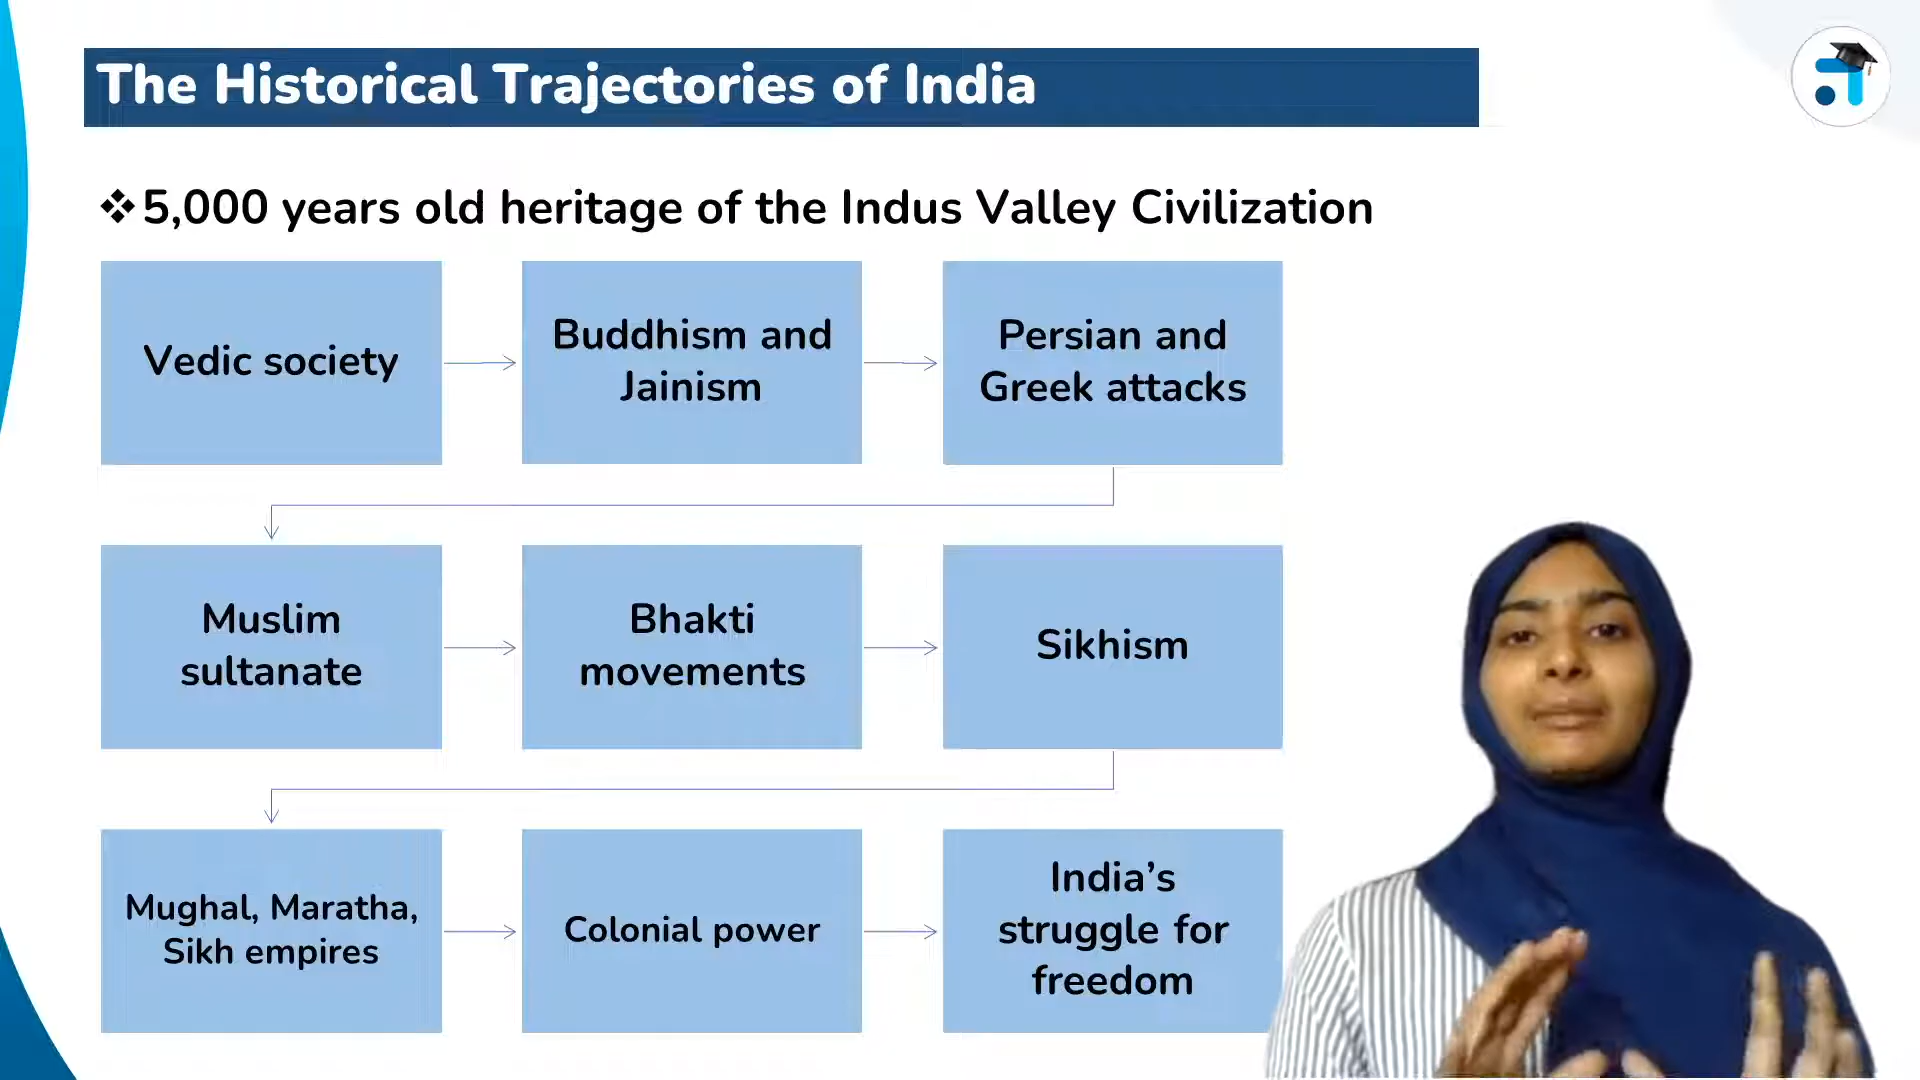 The Historical Trajectories of India
❖5,000 years old heritage of the Indus Valley Civilization
Vedic society
Buddhism and
Jainism
Persian and
Greek attacks
Muslim
sultanate
Bhakti
movements
Sikhism
Mughal, Maratha,
Sikh empires
Colonial power
India’s
struggle for
freedom